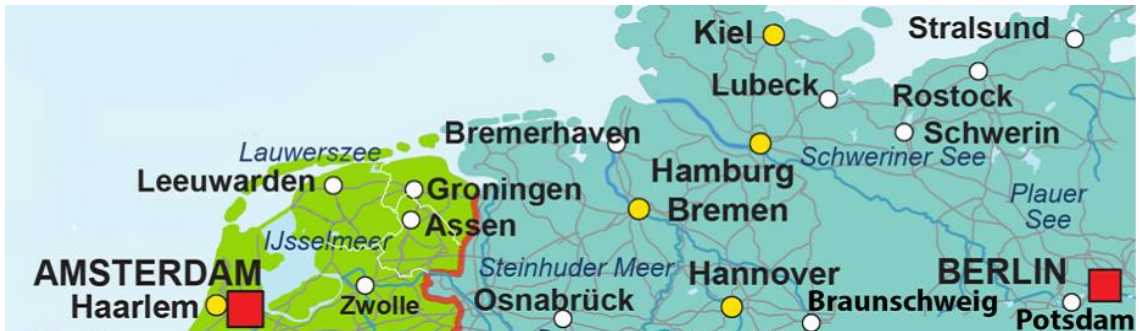 Kiel
Stralsund
Lubeck
Rostock
Bremerhaven
Schwerin
Lauwerszee
Hamburg
Schweriner See
Leeuwarden
Groningen
Plauer
See
Assen
Bremen
IJsselmeer
AMSTERDAM
Steinhuder Meer
Hannover
BERLIN
Haarlem
Zwolle
Osnabrück
Braunschweig
Potsdam